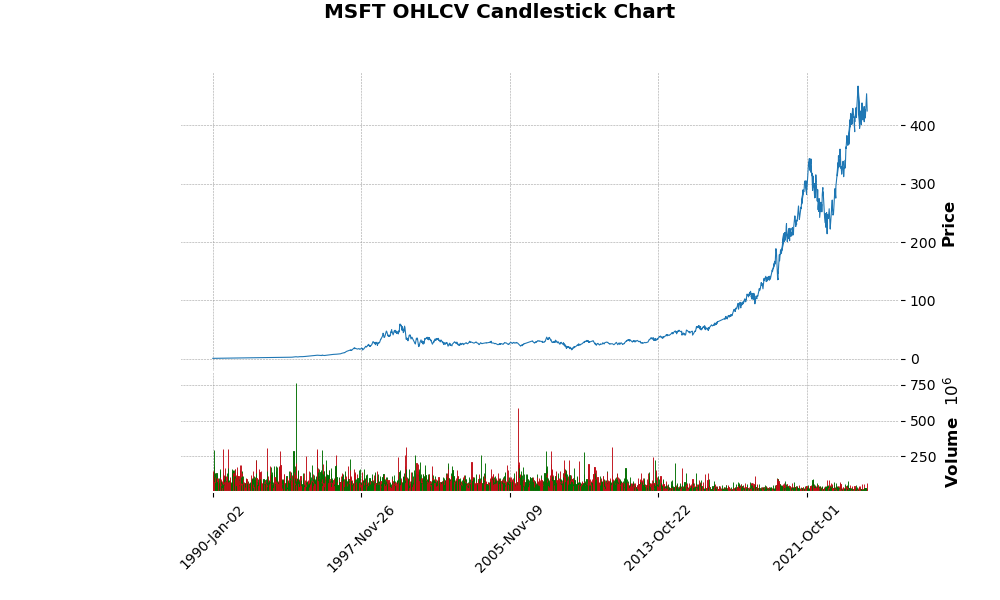 MSFT OHLCV Candlestick Chart
400
300
200
100
0
Price
750
500
250
Volume 10^6
1990-Jan-02
1997-Nov-26
2005-Nov-09
2013-Oct-22
2021-Oct-01